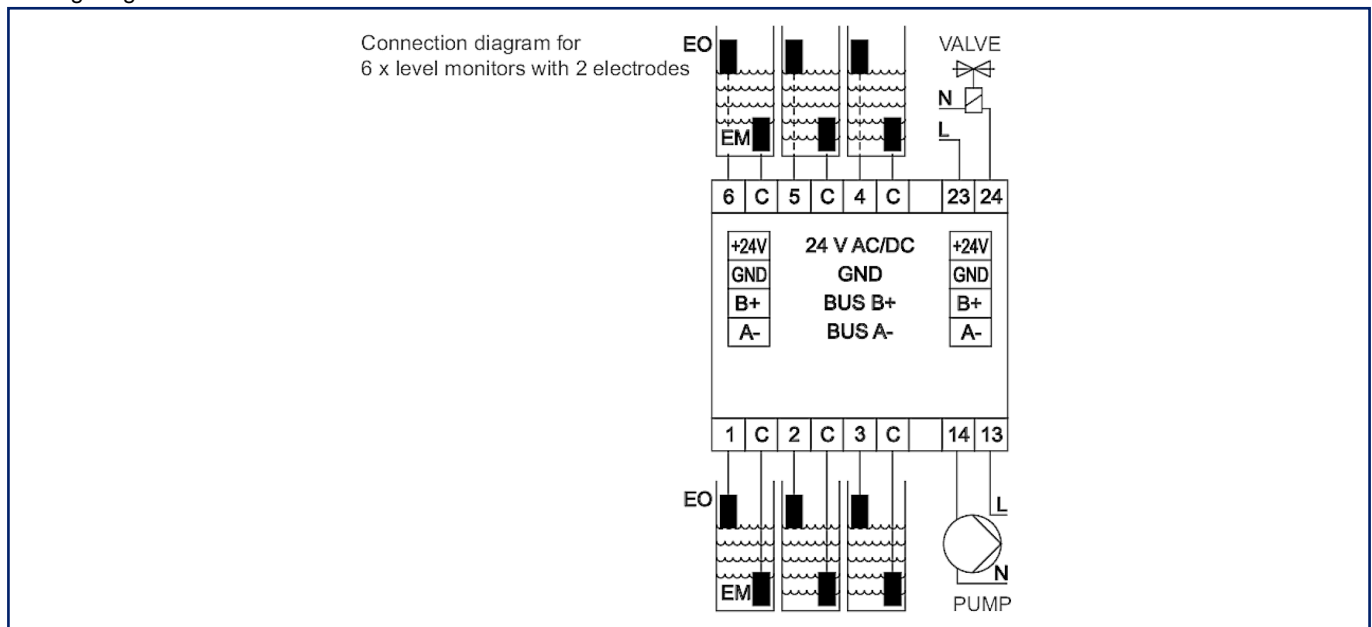 Connection diagram for
6 x level monitors with 2 electrodes
EO
VALVE
N
L
EM
6 C 5 C 4 C 23 24
+24V 24 V AC/DC +24V
GND GND GND
B+ BUS B+ B+
A- BUS A- A-
1 C 2 C 3 C 14 13
EO
L
EM
N
PUMP